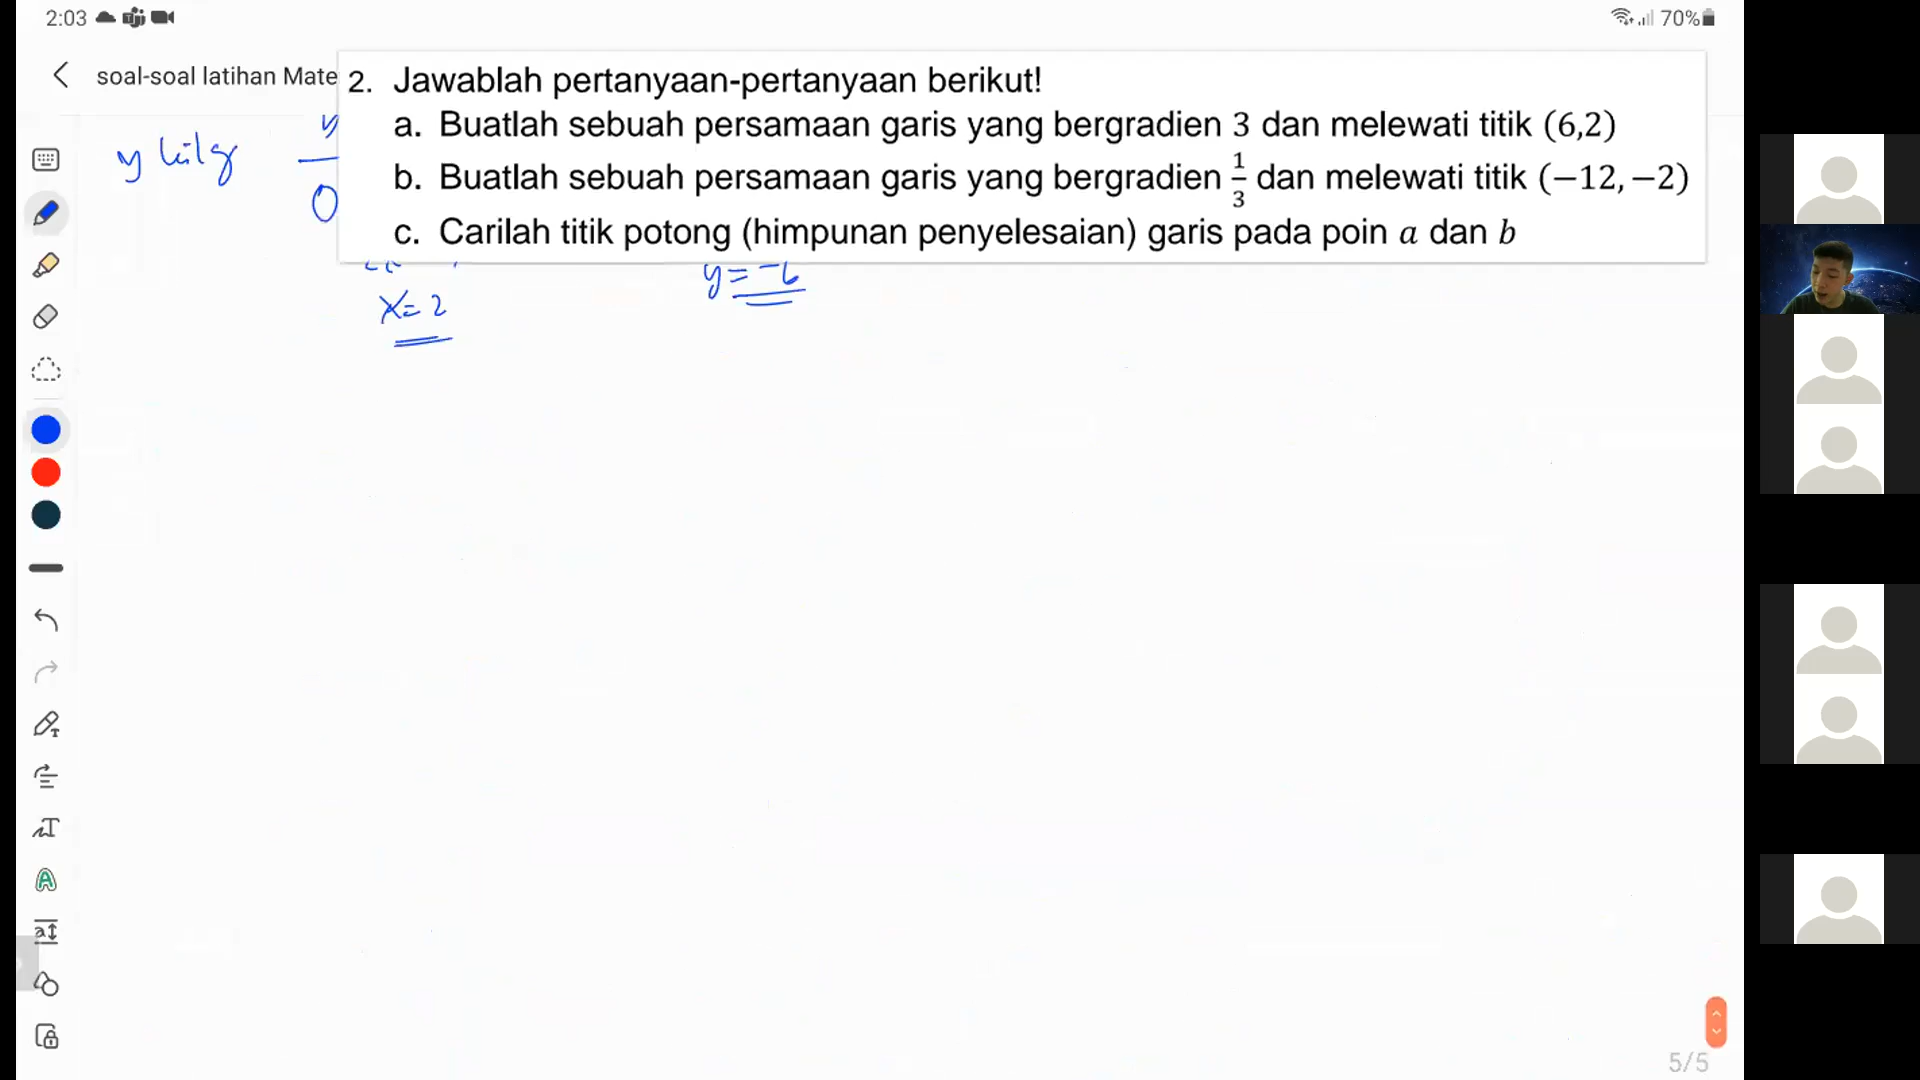 2:03 70%
soal-soal latihan Mate
2. Jawablah pertanyaan-pertanyaan berikut!
a. Buatlah sebuah persamaan garis yang bergradien 3 dan melewati titik (6,2)
b. Buatlah sebuah persamaan garis yang bergradien 1/3 dan melewati titik (−12, −2)
c. Carilah titik potong (himpunan penyelesaian) garis pada poin a dan b
y
0
y = -6
x = 2
5/5